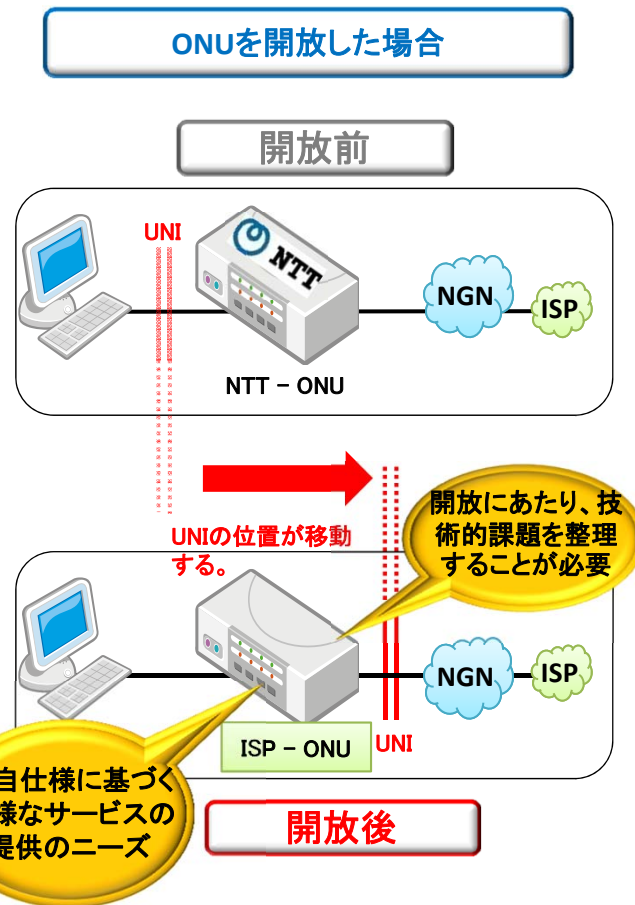 ONUを開放した場合
開放前
UNI
NTT
NGN
ISP
NTT － ONU
UNIの位置が移動
する。
開放にあたり、技
術的課題を整理
することが必要
NGN
ISP
ISP － ONU
UNI
自仕様に基づく
様なサービスの
提供のニーズ
開放後